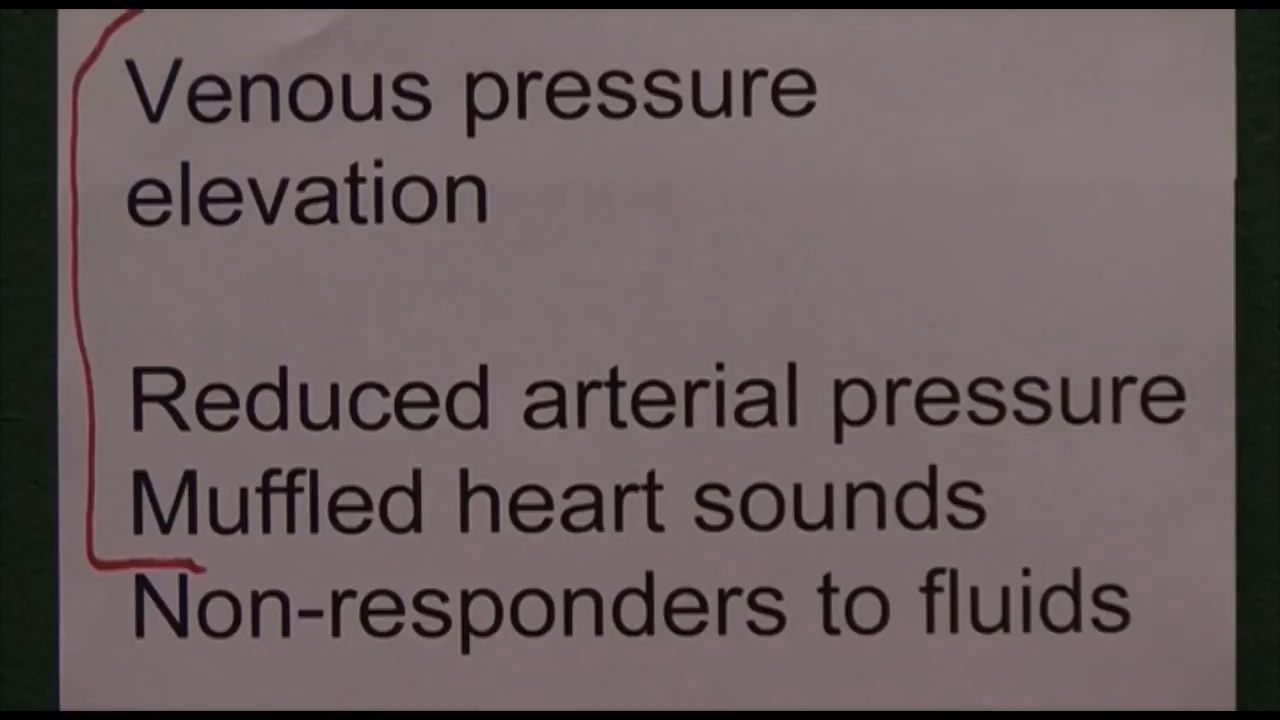 Venous pressure
elevation
Reduced arterial pressure
Muffled heart sounds
Non-responders to fluids